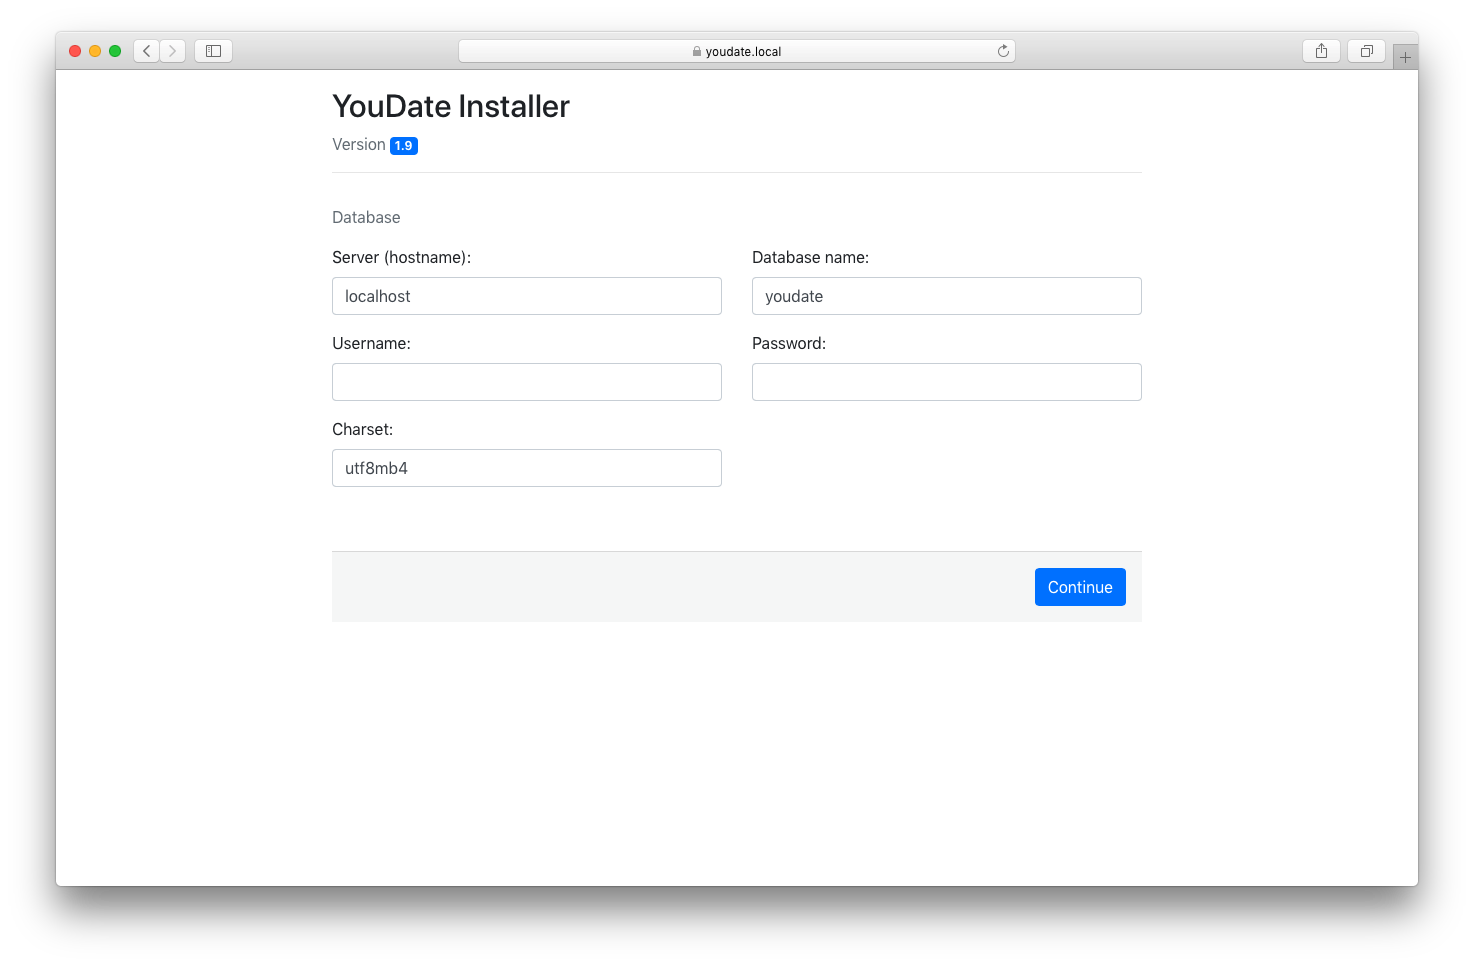 youdate.local
YouDate Installer
Version 1.9
Database
Server (hostname): Database name:
localhost youdate
Username: Password:
Charset:
utf8mb4
Continue